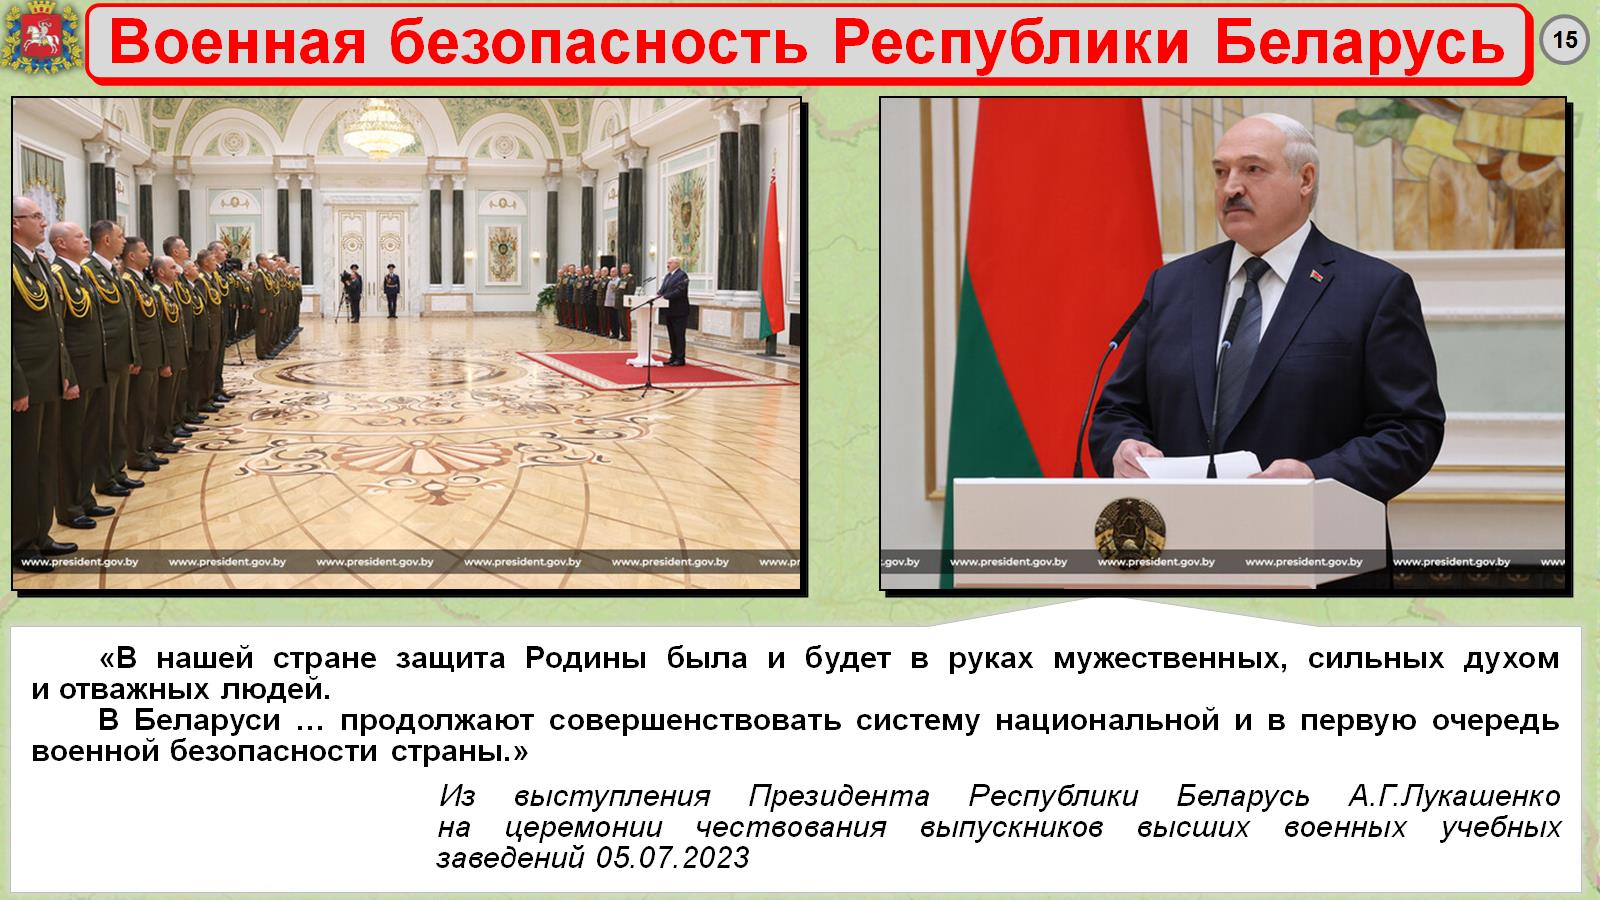 Военная безопасность Республики Беларусь
15
www.president.gov.by www.president.gov.by www.president.gov.by www.president.gov.by www.president.gov.by www.pr
.gov.by www.president.gov.by www.president.gov.by www.president.gov.by www.president.gov.by www
«В нашей стране защита Родины была и будет в руках мужественных, сильных духом
и отважных людей.
В Беларуси … продолжают совершенствовать систему национальной и в первую очередь
военной безопасности страны.»
Из выступления Президента Республики Беларусь А.Г.Лукашенко
на церемонии чествования выпускников высших военных учебных
заведений 05.07.2023